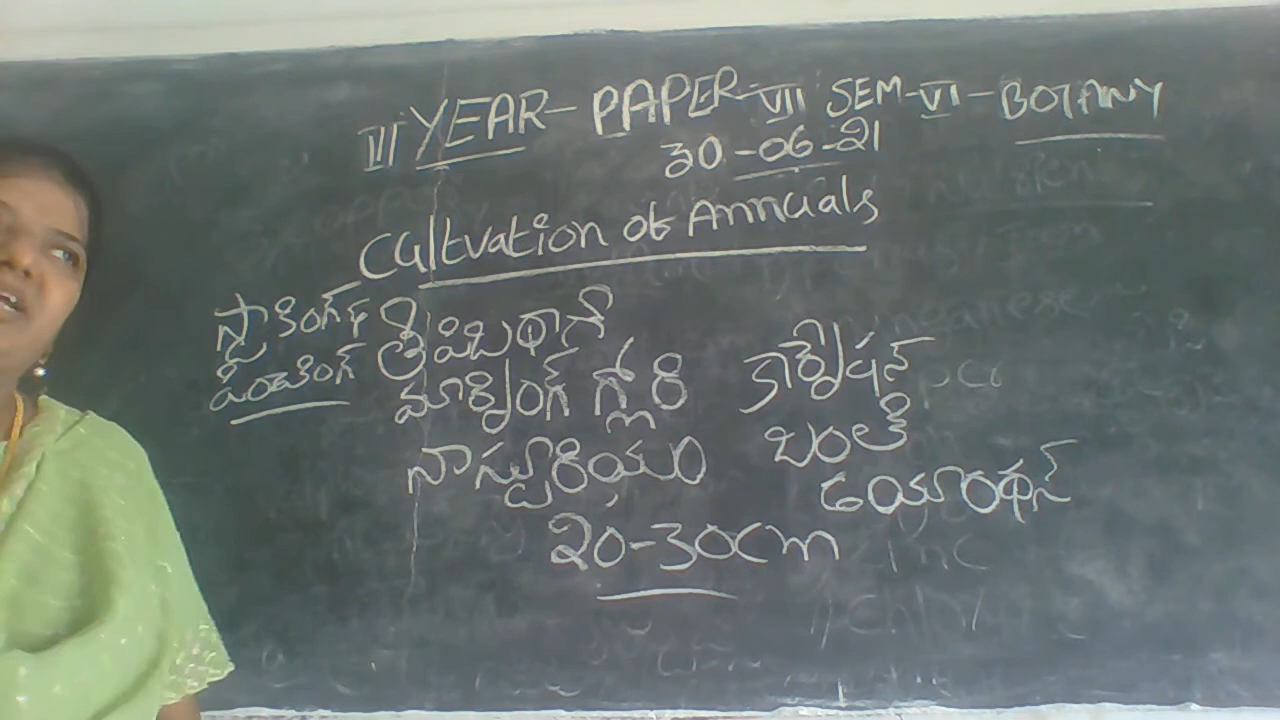 III YEAR - PAPER - VII SEM - VI - BOTANY
30-06-21
Cultvation of Annuals
స్టాకింగ్ &
పించింగ్
మార్నింగ్ గ్లోరి
నాస్టూరియం
కార్నేషన్
బంతి
డయాంథస్
20-30cm